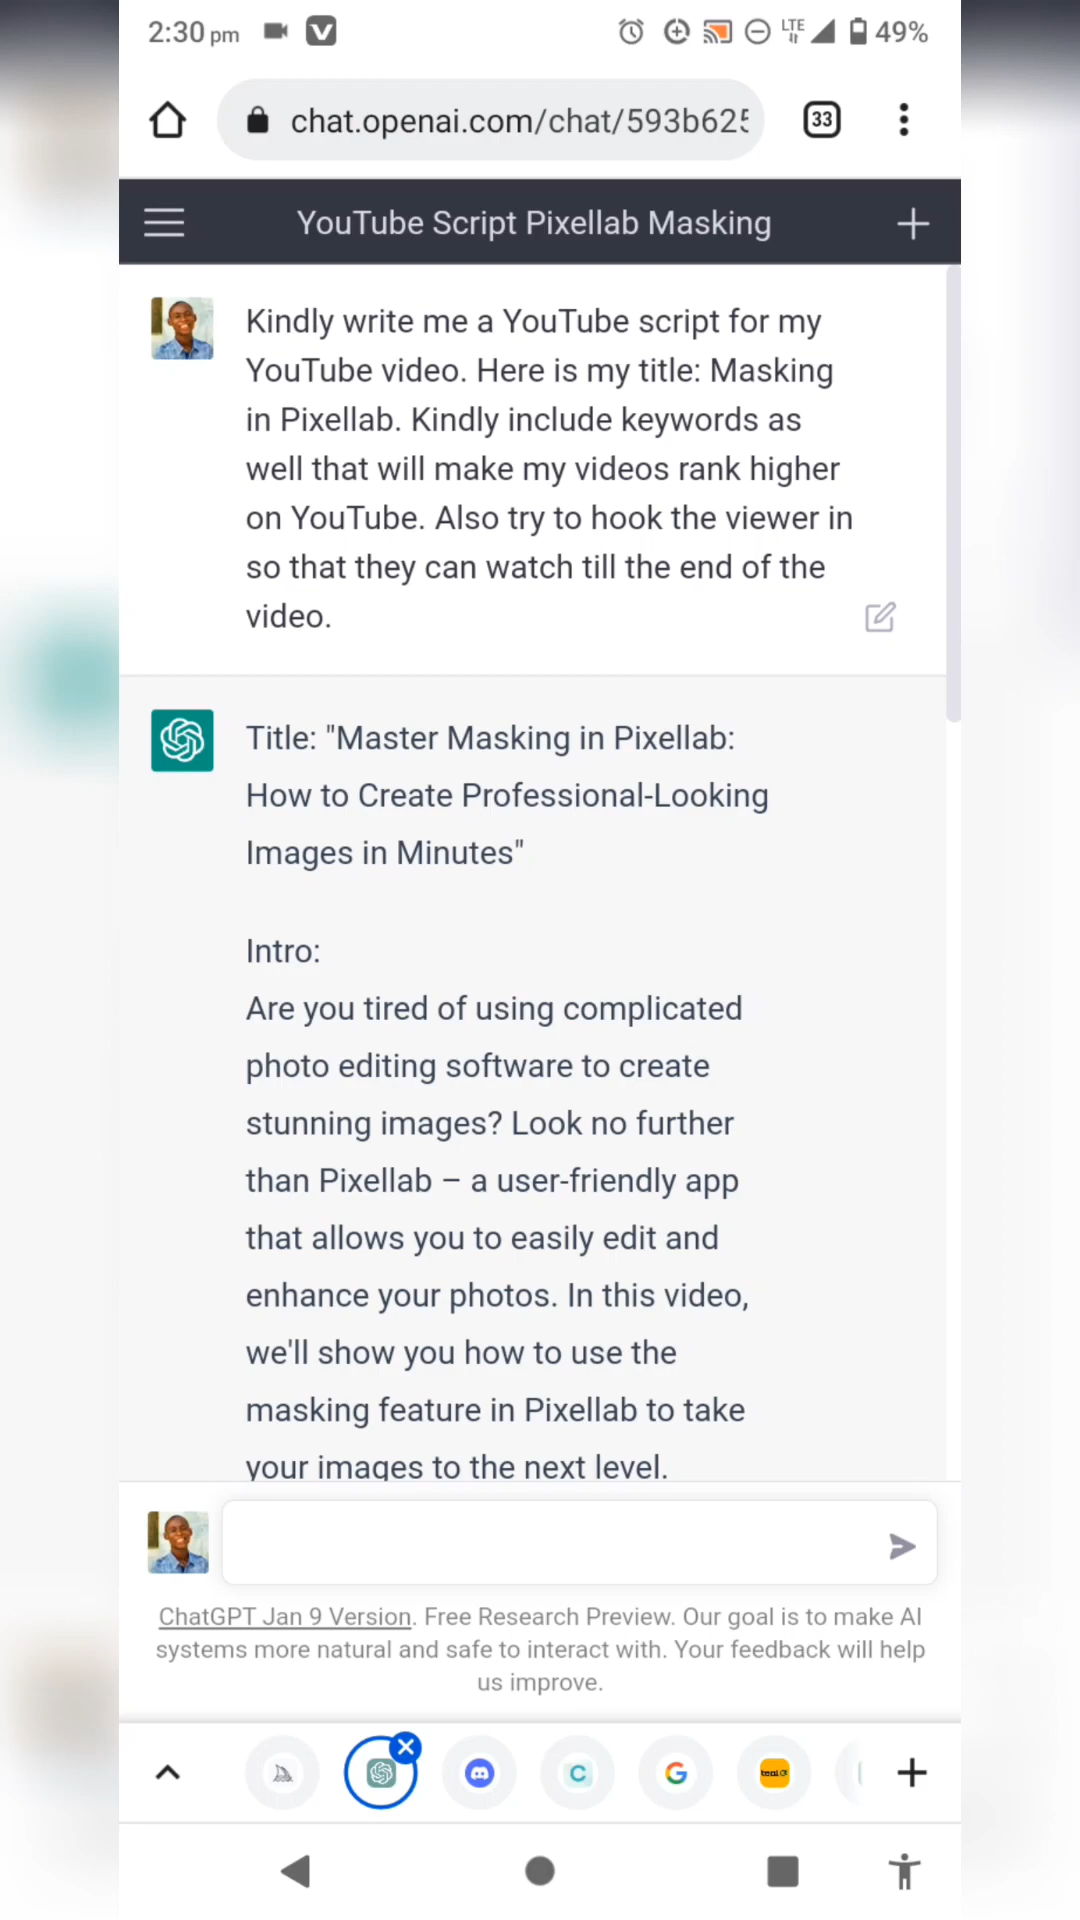 2:30 pm
LTE
49%
chat.openai.com/chat/593b625
33
YouTube Script Pixellab Masking
Kindly write me a YouTube script for my
YouTube video. Here is my title: Masking
in Pixellab. Kindly include keywords as
well that will make my videos rank higher
on YouTube. Also try to hook the viewer in
so that they can watch till the end of the
video.
Title: "Master Masking in Pixellab:
How to Create Professional-Looking
Images in Minutes"
Intro:
Are you tired of using complicated
photo editing software to create
stunning images? Look no further
than Pixellab – a user-friendly app
that allows you to easily edit and
enhance your photos. In this video,
we'll show you how to use the
masking feature in Pixellab to take
your images to the next level.
ChatGPT Jan 9 Version. Free Research Preview. Our goal is to make AI
systems more natural and safe to interact with. Your feedback will help
us improve.